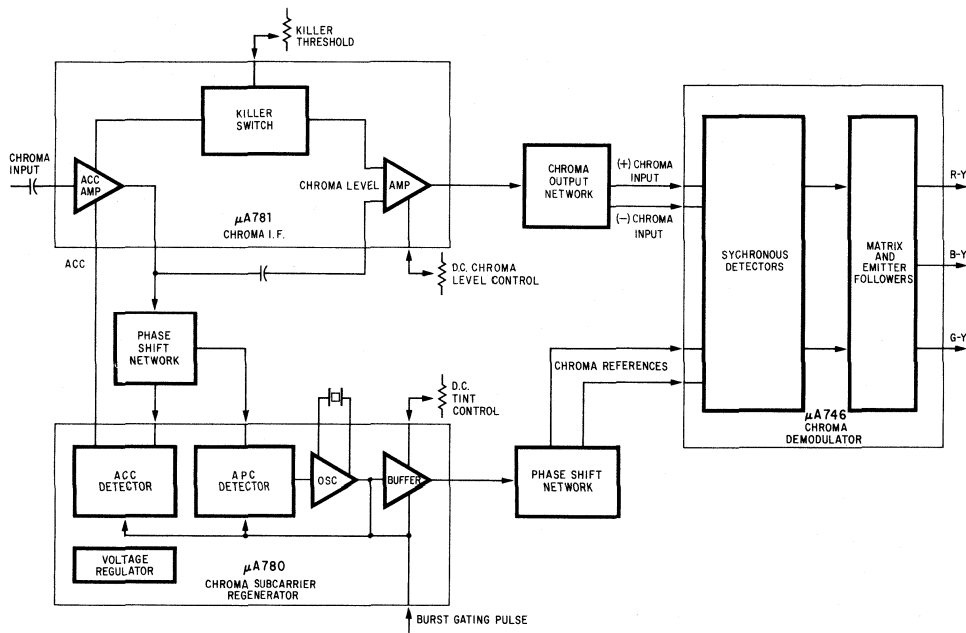 KILLER
THRESHOLD
KILLER
SWITCH
CHROMA
INPUT
ACC
AMP
CHROMA LEVEL
AMP
μA781
CHROMA I.F.
ACC
D.C. CHROMA
LEVEL CONTROL
CHROMA
OUTPUT
NETWORK
(+) CHROMA
INPUT
(−) CHROMA
INPUT
SYCHRONOUS
DETECTORS
MATRIX
AND
EMITTER
FOLLOWERS
R-Y
B-Y
G-Y
μA746
CHROMA
DEMODULATOR
PHASE
SHIFT
NETWORK
CHROMA REFERENCES
D.C.
TINT
CONTROL
ACC
DETECTOR
APC
DETECTOR
OSC
BUFFER
PHASE SHIFT
NETWORK
VOLTAGE
REGULATOR
μA780
CHROMA SUBCARRIER
REGENERATOR
BURST GATING PULSE